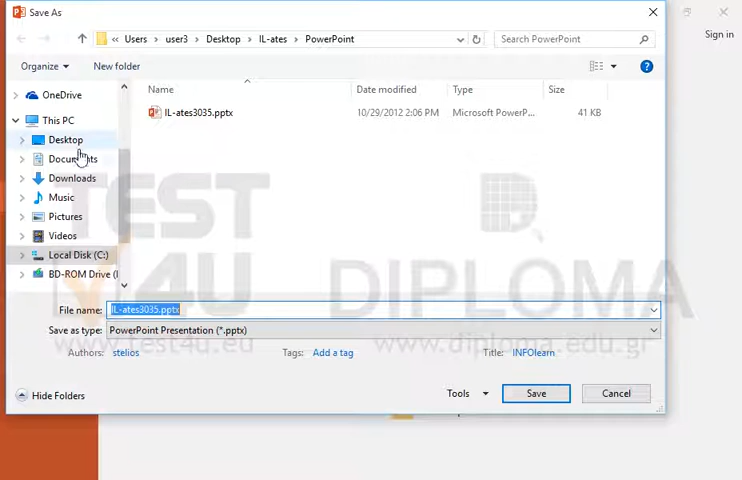 Save As
Sign in
« Users > user3 > Desktop > IL-ates > PowerPoint
Search PowerPoint
Organize
New folder
Name
Date modified
Type
Size
IL-ates3035.pptx
10/29/2012 2:06 PM
Microsoft PowerP...
41 KB
OneDrive
This PC
Desktop
Documents
Downloads
Music
Pictures
Videos
Local Disk (C:)
BD-ROM Drive (
TEST
4U
DIPLOMA
www.test4u.eu
www.diploma.edu.gr
File name:
IL-ates3035.pptx
Save as type:
PowerPoint Presentation (*.pptx)
Authors:
stelios
Tags:
Add a tag
Title:
INFOlearn
Hide Folders
Tools
Save
Cancel